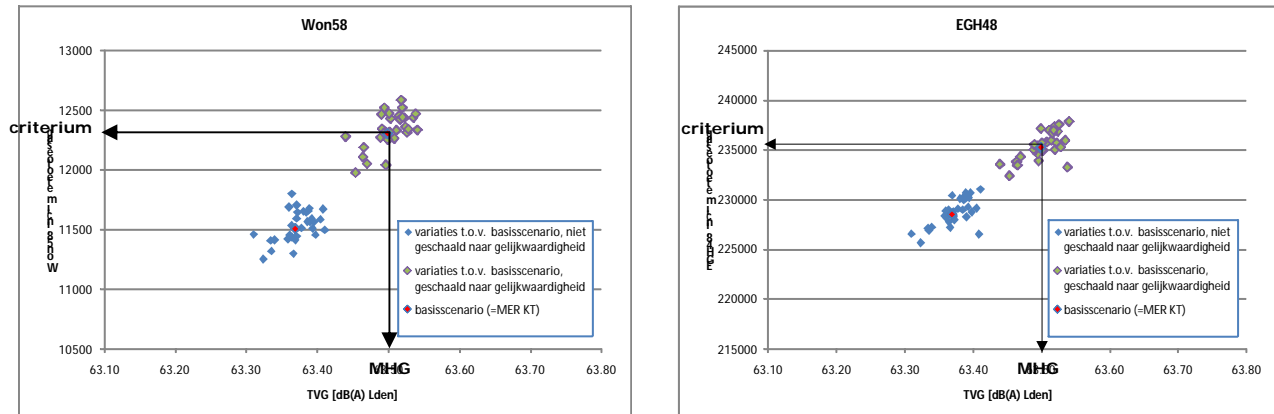 Won58
13000
12500
criterium
12000
11500
11000
10500
63.10
63.20
63.30
63.40
MHG
63.60
63.70
63.80
TVG [dB(A) Lden]
variaties t.o.v. basisscenario, niet
geschaald naar gelijkwaardigheid
variaties t.o.v. basisscenario,
geschaald naar gelijkwaardigheid
basisscenario (=MER KT)
EGH48
245000
240000
criterium
235000
230000
225000
220000
215000
63.10
63.20
63.30
63.40
MHG
63.60
63.70
63.80
TVG [dB(A) Lden]
variaties t.o.v. basisscenario, niet
geschaald naar gelijkwaardigheid
variaties t.o.v. basisscenario,
geschaald naar gelijkwaardigheid
basisscenario (=MER KT)